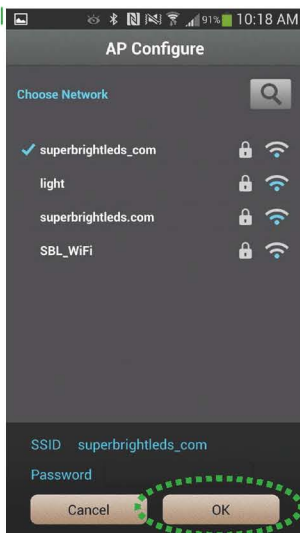 91% 10:18 AM
AP Configure
Choose Network
superbrightleds_com
light
superbrightleds.com
SBL_WiFi
SSID superbrightleds_com
Password
Cancel OK